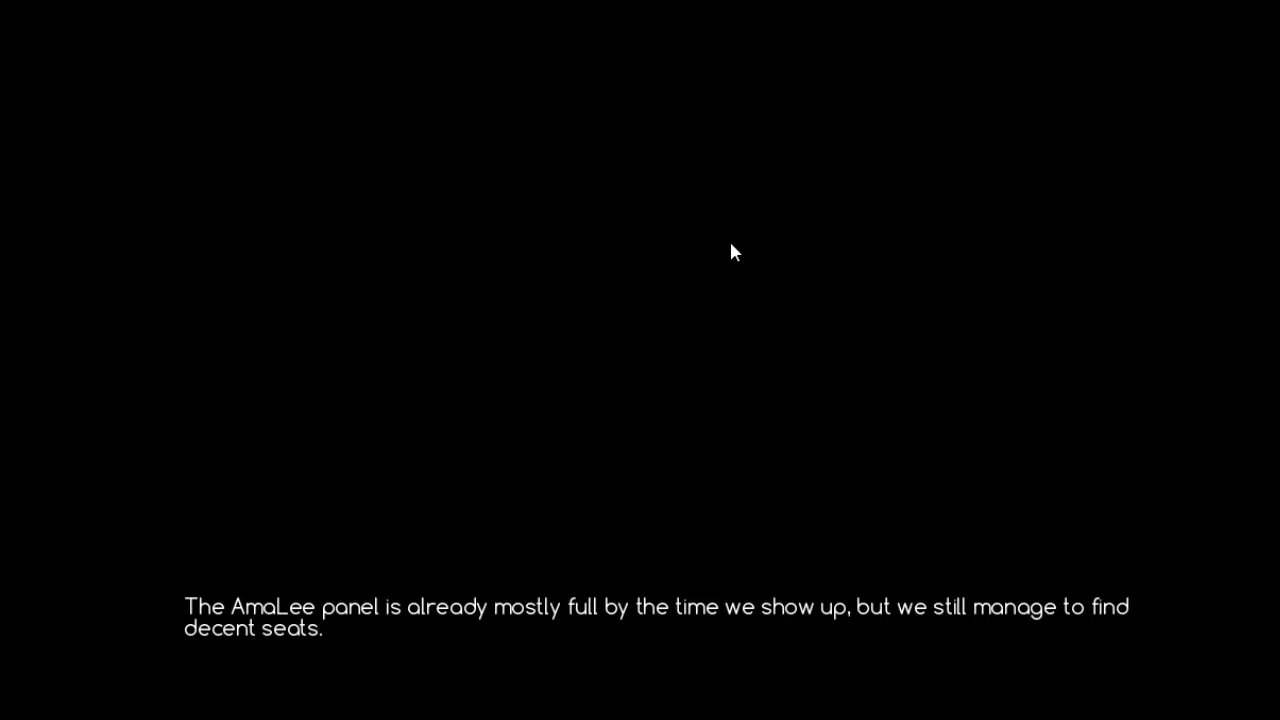 The AmaLee panel is already mostly full by the time we show up, but we still manage to find
decent seats.